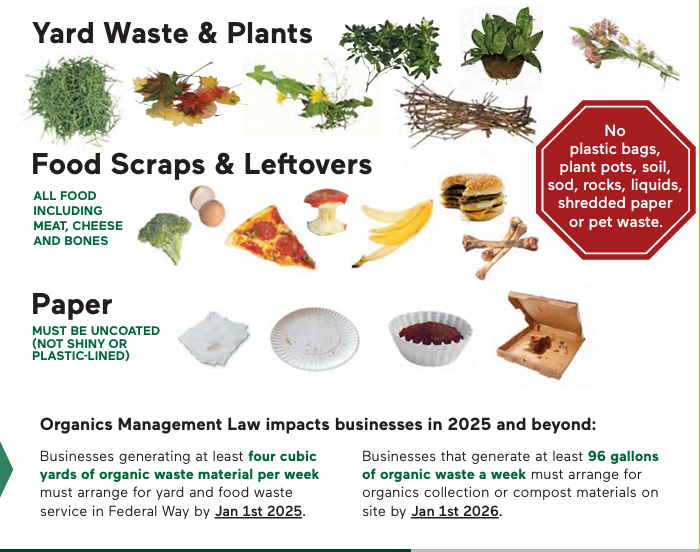 Yard Waste & Plants
No
plastic bags,
plant pots, soil,
sod, rocks, liquids,
shredded paper
or pet waste.
Food Scraps & Leftovers
ALL FOOD
INCLUDING
MEAT, CHEESE
AND BONES
Paper
MUST BE UNCOATED
(NOT SHINY OR
PLASTIC-LINED)
Organics Management Law impacts businesses in 2025 and beyond:
Businesses generating at least four cubic
yards of organic waste material per week
must arrange for yard and food waste
service in Federal Way by Jan 1st 2025.
Businesses that generate at least 96 gallons
of organic waste a week must arrange for
organics collection or compost materials on
site by Jan 1st 2026.